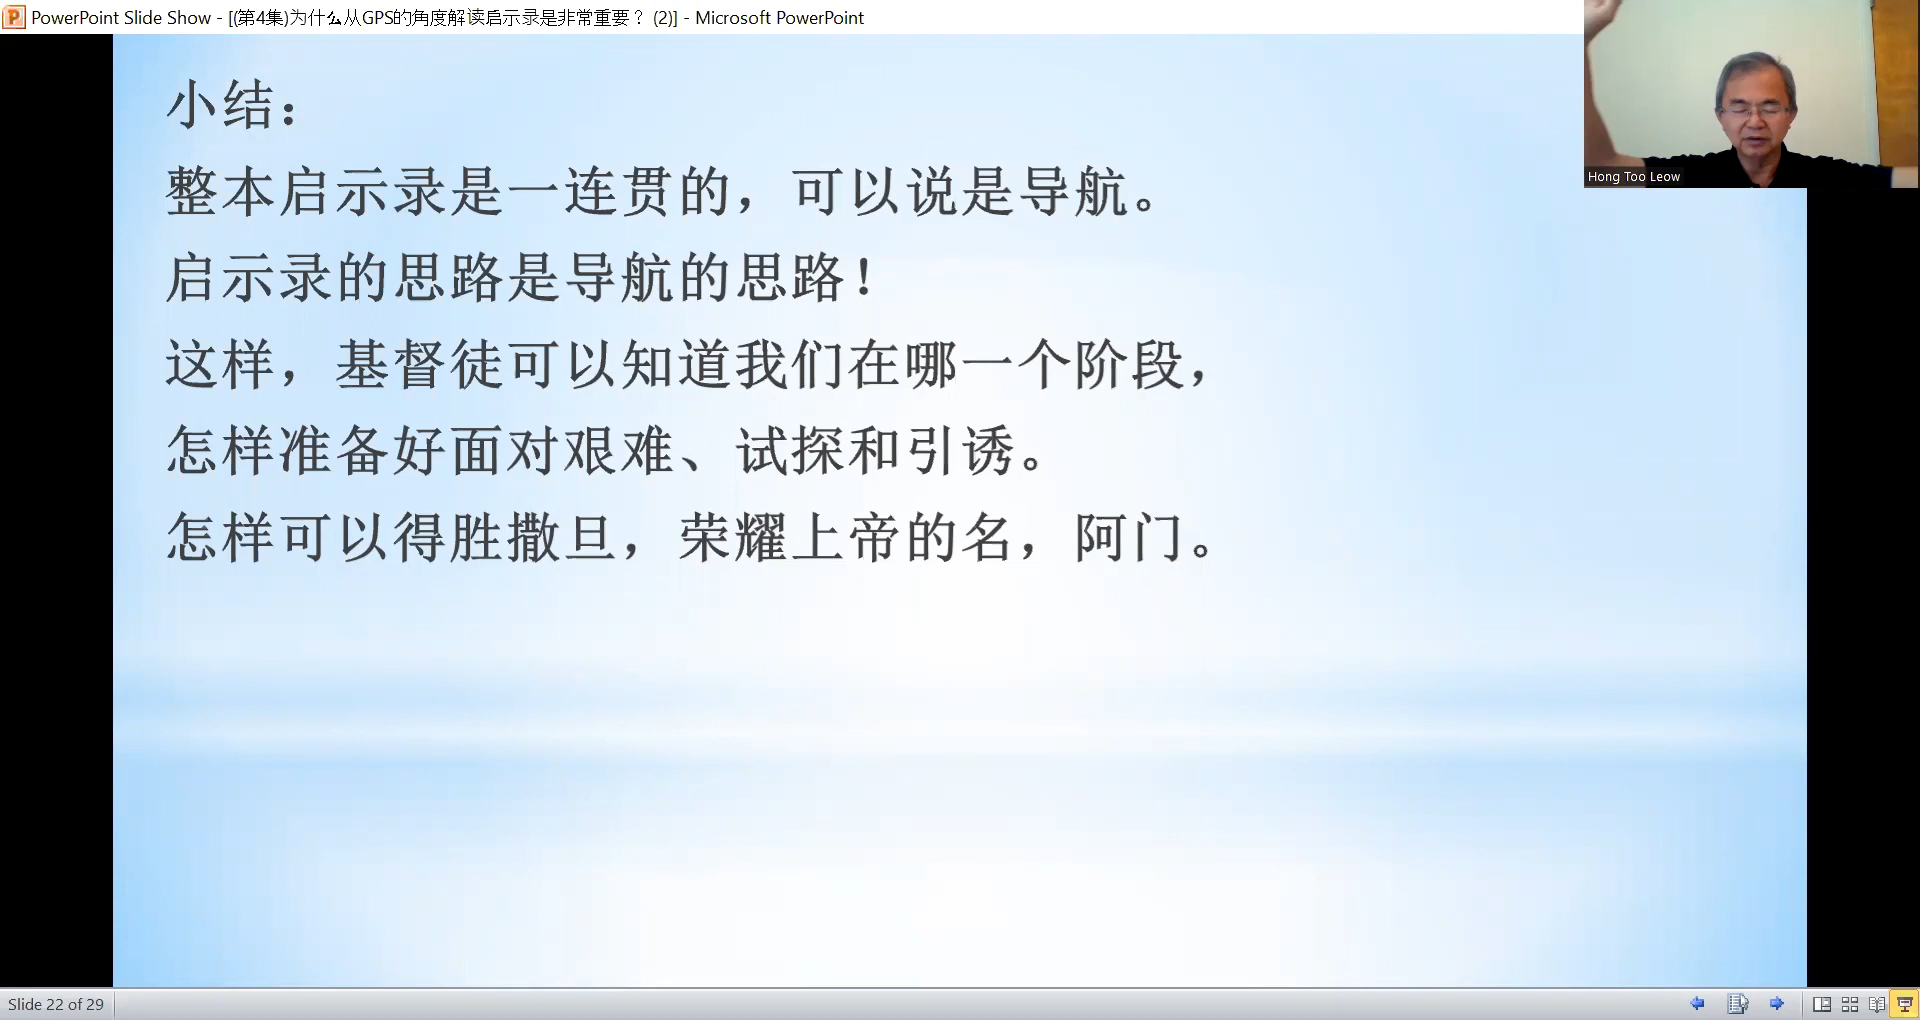 PowerPoint Slide Show - [(第4集)为什么从GPS的角度解读启示录是非常重要？ (2)] - Microsoft PowerPoint
Hong Too Leow
小结：
整本启示录是一连贯的，可以说是导航。
启示录的思路是导航的思路！
这样，基督徒可以知道我们在哪一个阶段，
怎样准备好面对艰难、试探和引诱。
怎样可以得胜撒旦，荣耀上帝的名，阿门。
Slide 22 of 29